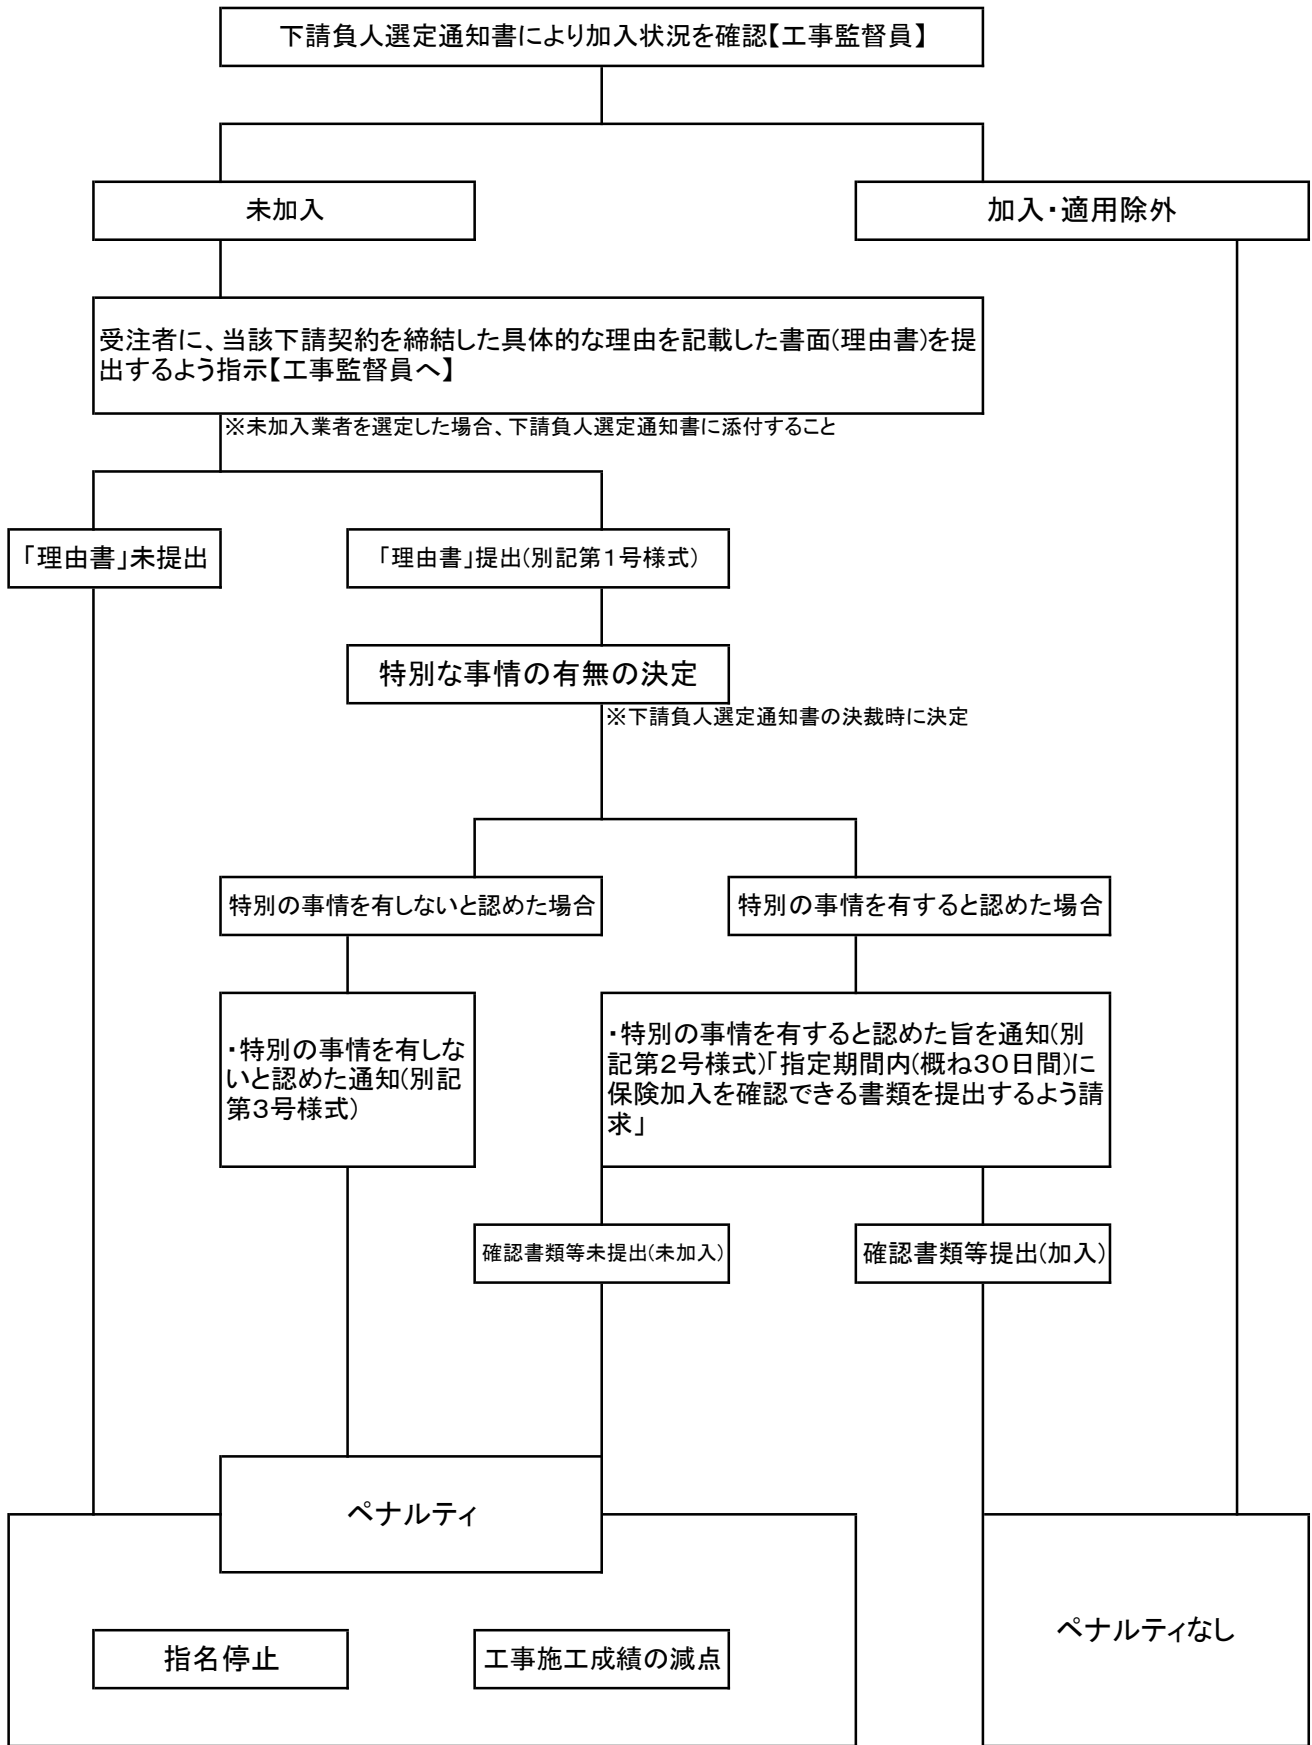 下請負人選定通知書により加入状況を確認【工事監督員】
未加入
加入・適用除外
受注者に、当該下請契約を締結した具体的な理由を記載した書面(理由書)を提
出するよう指示【工事監督員へ】
※未加入業者を選定した場合、下請負人選定通知書に添付すること
「理由書」未提出
「理由書」提出(別記第1号様式)
特別な事情の有無の決定
※下請負人選定通知書の決裁時に決定
特別の事情を有しないと認めた場合
特別の事情を有すると認めた場合
・特別の事情を有しな
いと認めた通知(別記
第3号様式)
・特別の事情を有すると認めた旨を通知(別
記第2号様式)「指定期間内(概ね30日間)に
保険加入を確認できる書類を提出するよう請
求」
確認書類等未提出(未加入)
確認書類等提出(加入)
ペナルティ
ペナルティなし
指名停止
工事施工成績の減点